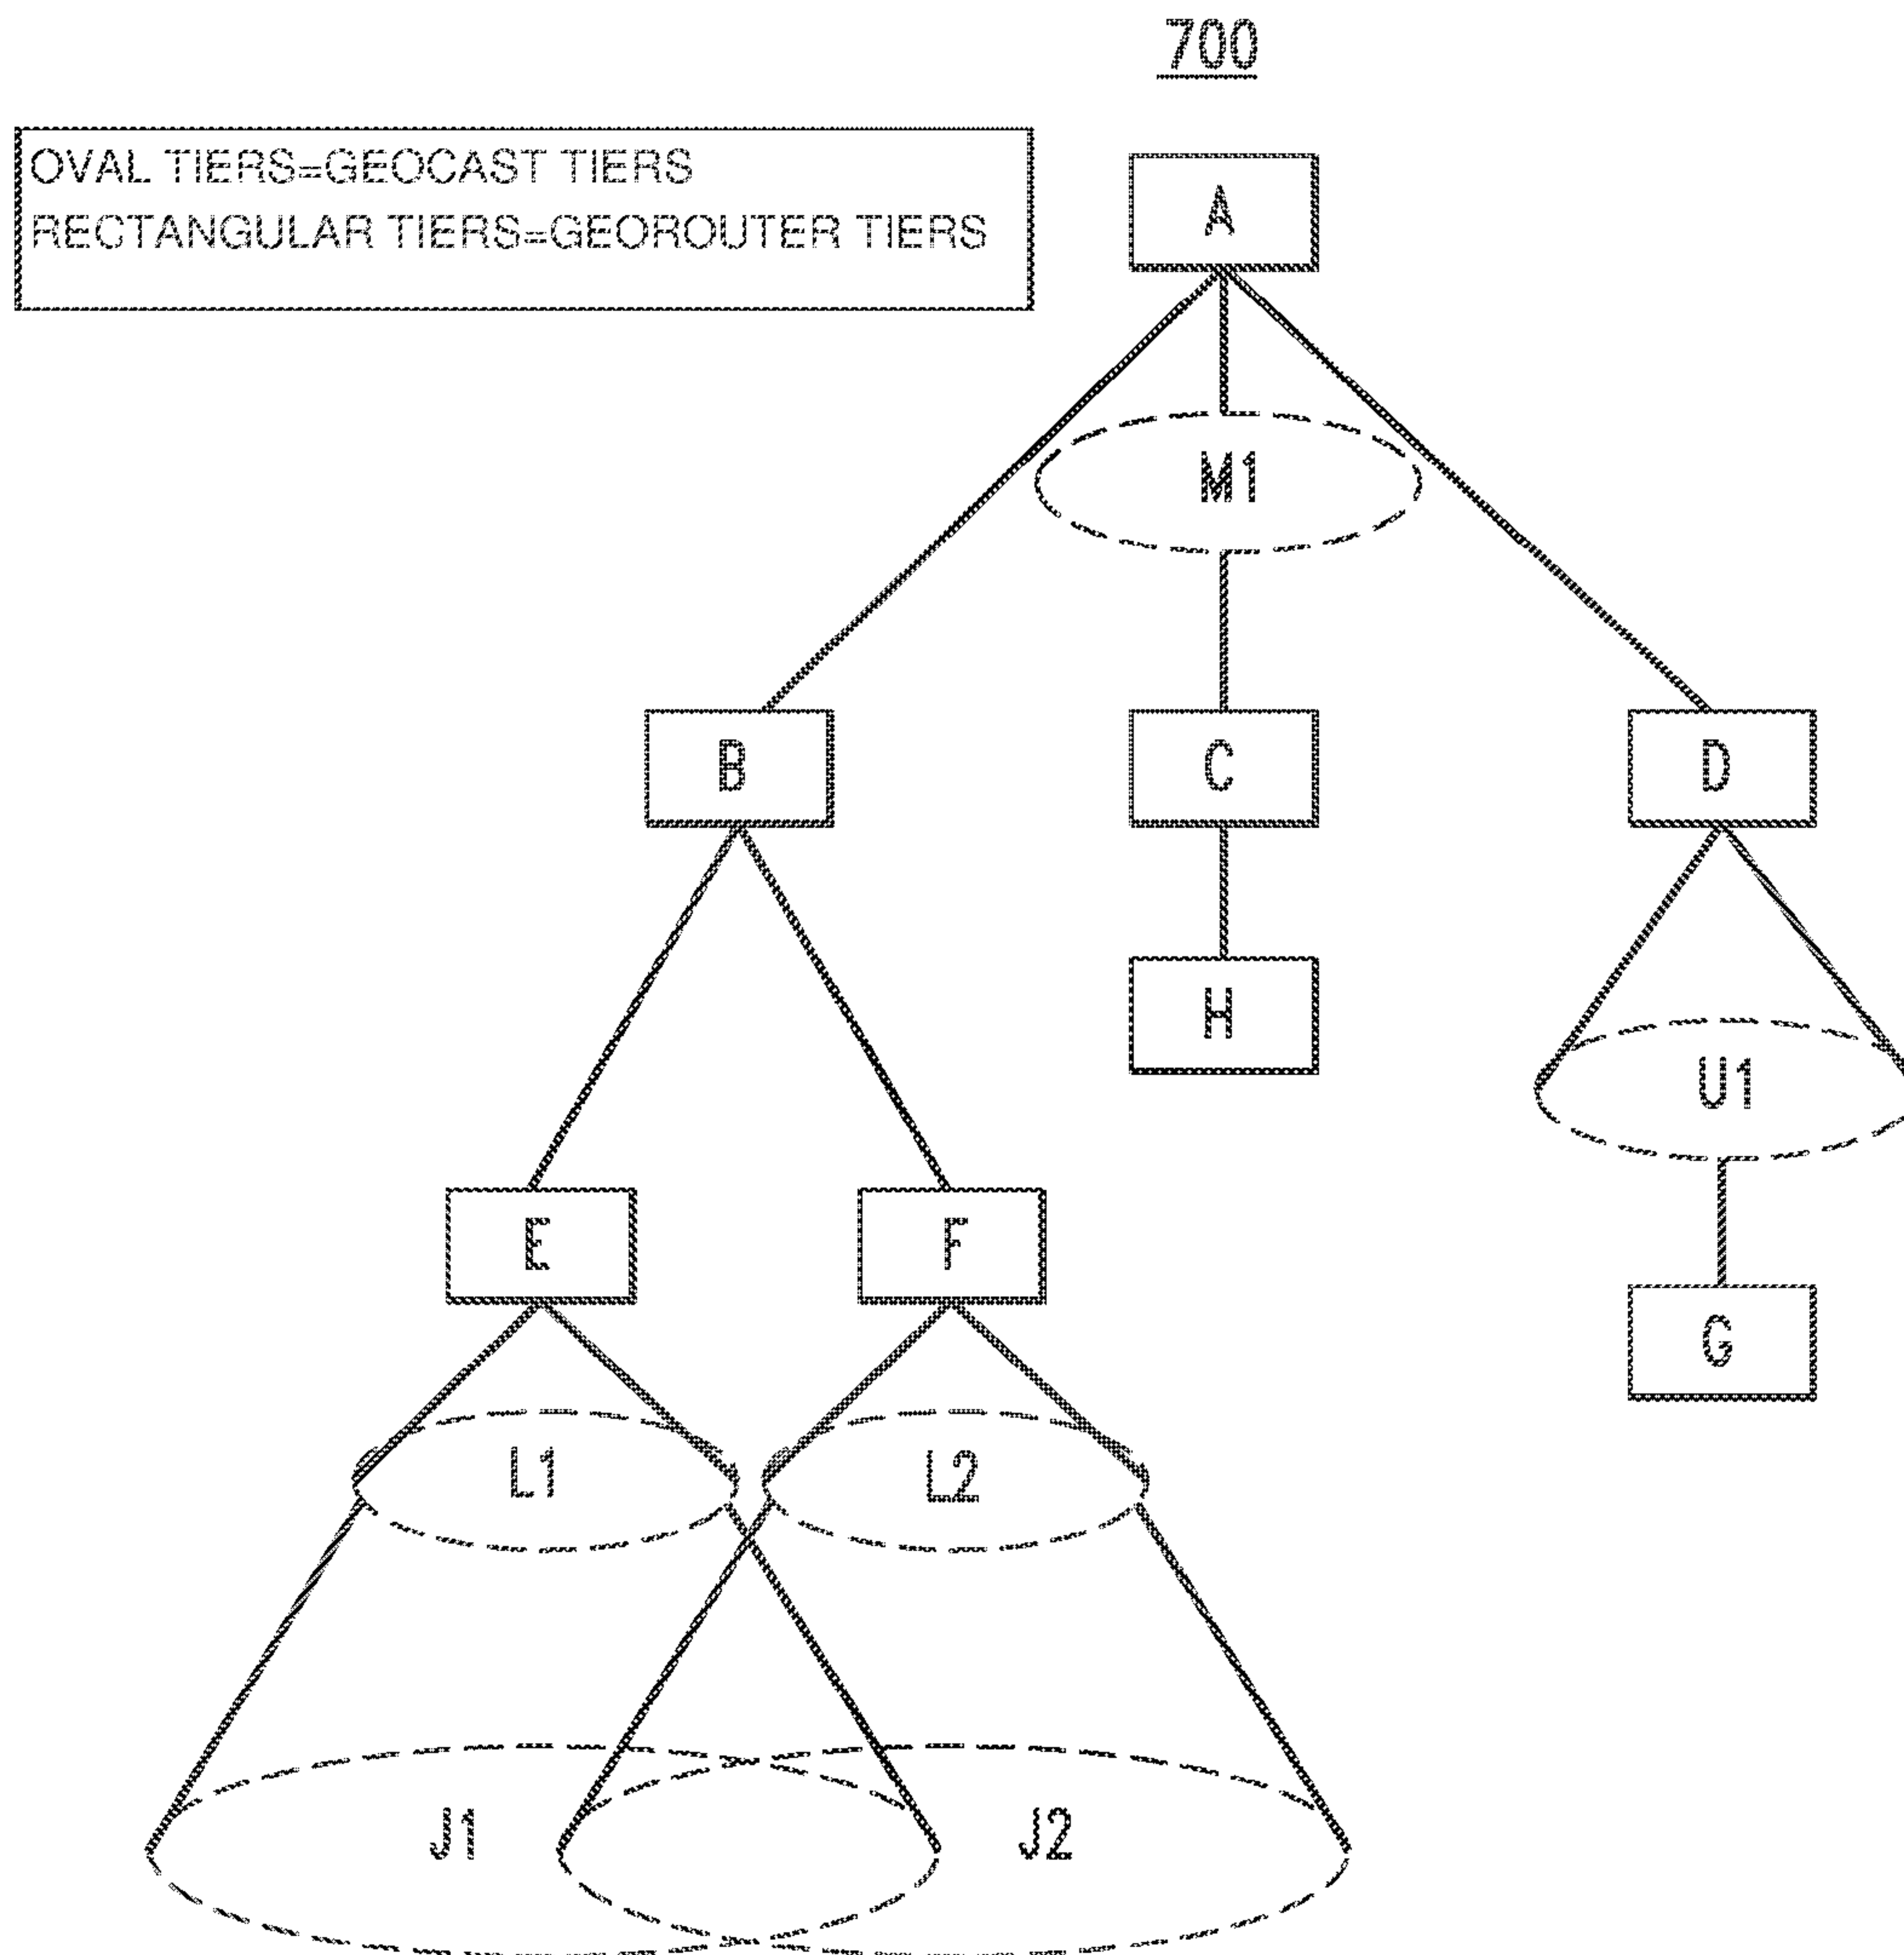 700
OVAL TIERS=GEOCAST TIERS
RECTANGULAR TIERS=GEOROUTER TIERS
A
M1
B
C
D
H
U1
E
F
G
L1
L2
J1
J2